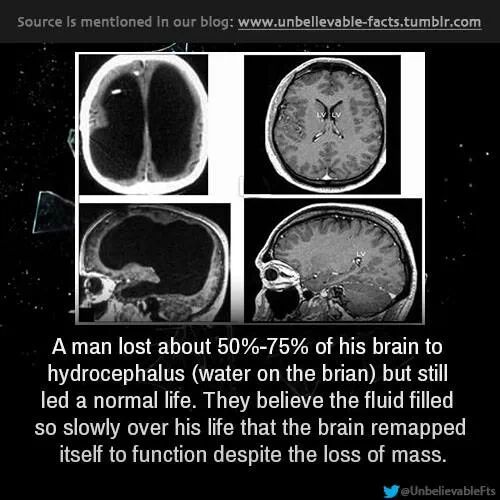 Source is mentioned in our blog: www.unbelievable-facts.tumblr.com
LV LV
LV
A man lost about 50%-75% of his brain to
hydrocephalus (water on the brian) but still
led a normal life. They believe the fluid filled
so slowly over his life that the brain remapped
itself to function despite the loss of mass.
@UnbelievableFts